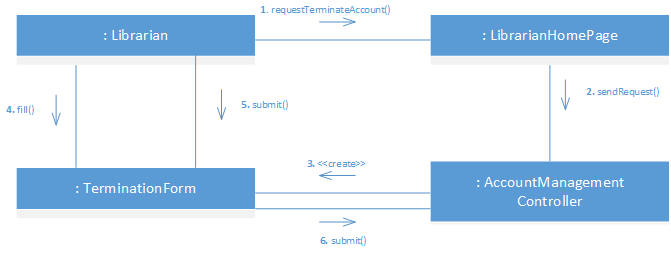 1. requestTerminateAccount()
: Librarian
: LibrarianHomePage
2. sendRequest()
4. fill()
5. submit()
3. <<create>>
: TerminationForm
: AccountManagement
Controller
6. submit()